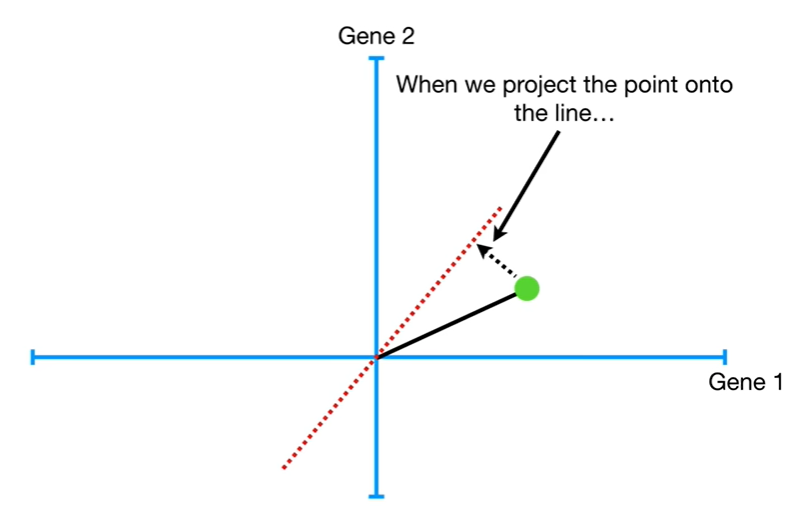 Gene 2
When we project the point onto
the line…
Gene 1